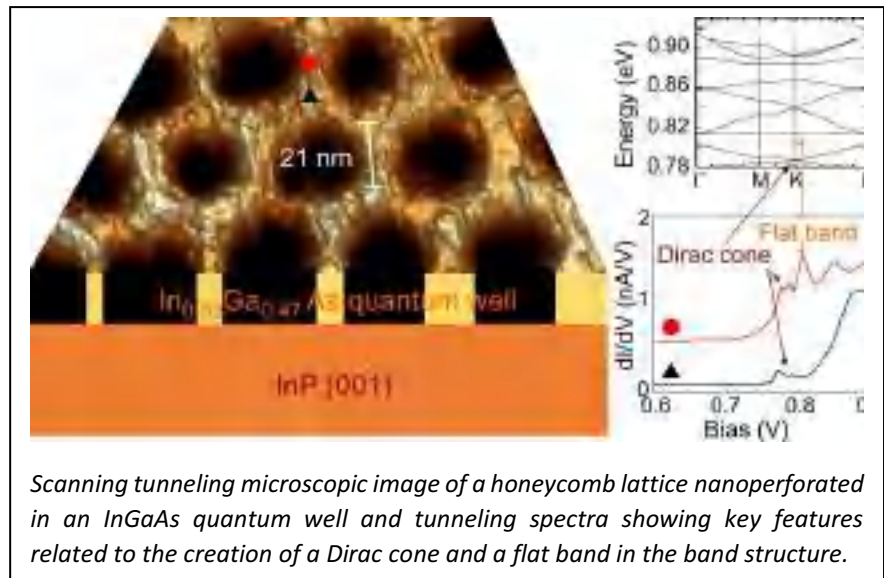 21 nm
In Ga0.47As quantum well
InP [001]
Energy (eV)
0.90
0.86
0.82
0.78
Γ M K
2
1
0
dI/dV (nA/V)
Flat band
Dirac cone
0.6 0.7 0.8
Bias (V)
Scanning tunneling microscopic image of a honeycomb lattice nanoperforated
in an InGaAs quantum well and tunneling spectra showing key features
related to the creation of a Dirac cone and a flat band in the band structure.